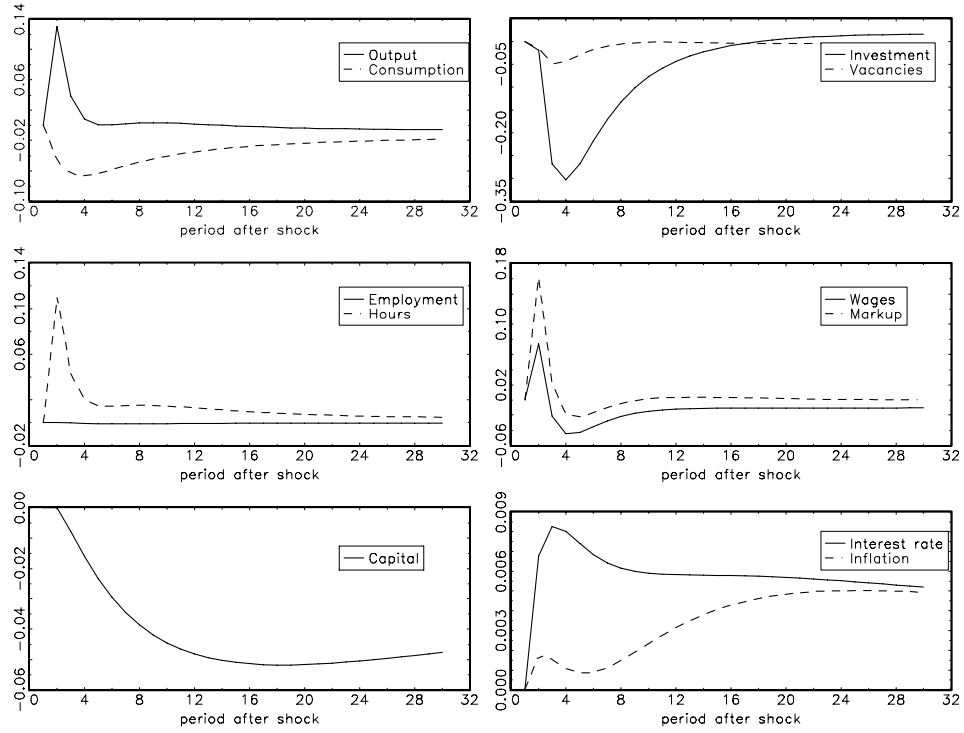 0.14
0.06
−0.02
−0.10
Output
Consumption
0 4 8 12 16 20 24 28 32
period after shock
−0.05
−0.20
−0.35
Investment
Vacancies
0 4 8 12 16 20 24 28 32
period after shock
0.14
0.10
0.06
−0.02
Employment
Hours
0 4 8 12 16 20 24 28 32
period after shock
0.18
0.10
0.02
−0.06
Wages
Markup
0 4 8 12 16 20 24 28 32
period after shock
0.00
−0.02
−0.04
−0.06
Capital
0 4 8 12 16 20 24 28 32
period after shock
0.009
0.006
0.003
0.000
Interest rate
Inflation
0 4 8 12 16 20 24 28 32
period after shock